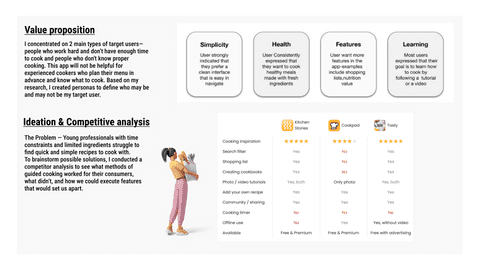 Value proposition
I concentrated on 2 main types of target users—
people who work hard and don't have enough time
to cook and people who don't know proper
cooking. This app will not be helpful for
experienced cookers who plan their menu in
advance and know what to cook. Based on my
research, I created personas to define who may be
and may not be my target user.
Simplicity
User strongly
indicated that
they prefer a
clean interface
that is easy in
navigate
Health
User Consistently
expressed that
they want to cook
healthy meals
made with fresh
ingredients
Features
User want more
features in the
app-examples
include shopping
lists,nutrition
value
Learning
Most users
expressed that their
goal is to learn how
to cook by
following a tutorial
or a video
Ideation & Competitive analysis
The Problem — Young professionals with time
constraints and limited ingredients struggle to
find quick and simple recipes to cook with.
To brainstorm possible solutions, I conducted a
competitor analysis to see what methods of
guided cooking worked for their consumers,
what didn't, and how we could execute features
that would set us apart.
Kitchen
Stories
Cookpad
Tasty
Cooking inspiration
Search filter Yes No Yes
Shopping list Yes No Yes
Creating cookbooks Yes No Yes
Photo / video tutorials Yes, both Only photo Yes, both
Add your own recipe Yes Yes Yes
Community / sharing Yes Yes Yes
Cooking timer No No No
Offline use No Yes Yes, without video
Available Free & Premium Free & Premium Free with advertising